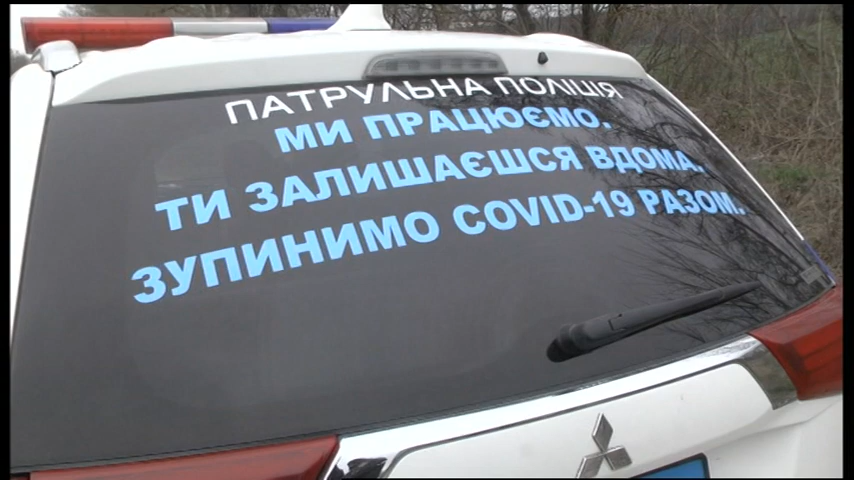 ПАТРУЛЬНА ПОЛІЦІЯ
МИ ПРАЦЮЄМО.
ТИ ЗАЛИШАЄШСЯ ВДОМА.
ЗУПИНИМО COVID-19 РАЗОМ.